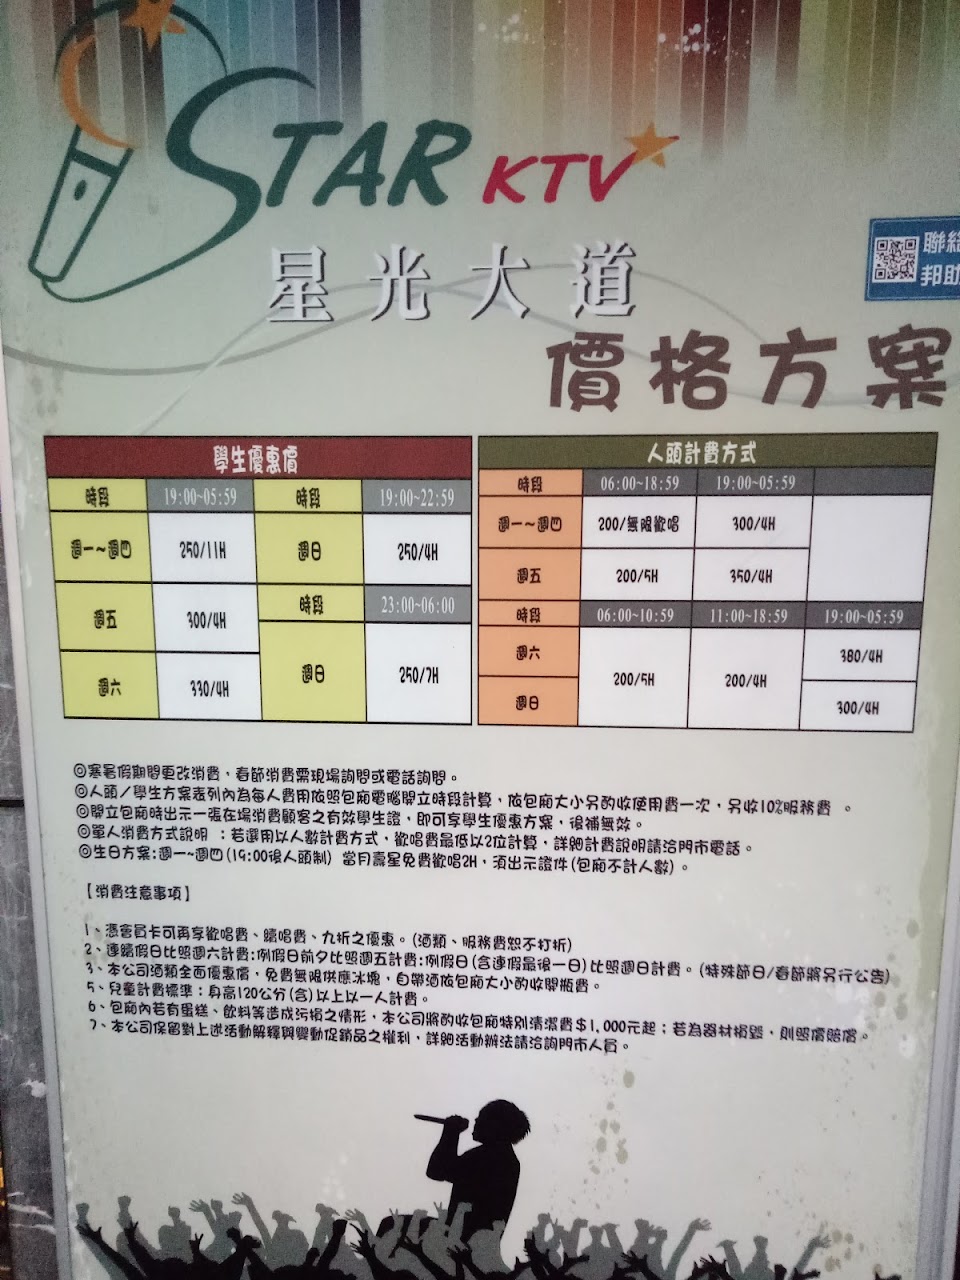 STAR KTV
星光大道
聯絡
邦助
價格方案
學生優惠價
時段 19:00~05:59 時段 19:00~22:59
週一~週四 250/11H 週日 250/4H
週五 300/4H 時段 23:00~06:00
週六 330/4H 週日 250/7H
人頭計費方式
時段 06:00~18:59 19:00~05:59
週一~週四 200/無限歡唱 300/4H
週五 200/5H 350/4H
時段 06:00~10:59 11:00~18:59 19:00~05:59
週六 200/5H 200/4H 380/4H
週日 300/4H
◎寒暑假期間更改消費，春節消費需現場詢問或電話詢問。
◎人頭／學生方案表列內為每人費用依照包廂電腦開立時段計算，依包廂大小另酌收使用費一次，另收10%服務費 。
◎開立包廂時出示一張在場消費顧客之有效學生證，即可享學生優惠方案，後補無效。
◎單人消費方式說明 ：若選用以人數計費方式，歡唱費最低以2位計算，詳細計費說明請洽門市電話。
◎生日方案:週一~週四(19:00後人頭制) 當月壽星免費歡唱2H，須出示證件(包廂不計人數)。
【消費注意事項】
1、憑會員卡可再享歡唱費、續唱費、九折之優惠。(酒類、服務費恕不打折)
2、連續假日比照週六計費:例假日前夕比照週五計費:例假日(含連假最後一日)比照週日計費。(特殊節日/春節將另行公告)
3、本公司酒類全面優惠價，免費無限供應冰塊，自帶酒依包廂大小酌收開瓶費。
5、兒童計費標準：身高120公分(含)以上以一人計費。
6、包廂內若有蛋糕、飲料等造成污損之情形，本公司將酌收包廂特別清潔費$1,000元起；若為器材損毀，則照價賠償。
7、本公司保留對上述活動解釋與變動促銷品之權利，詳細活動辦法請洽詢門市人員。